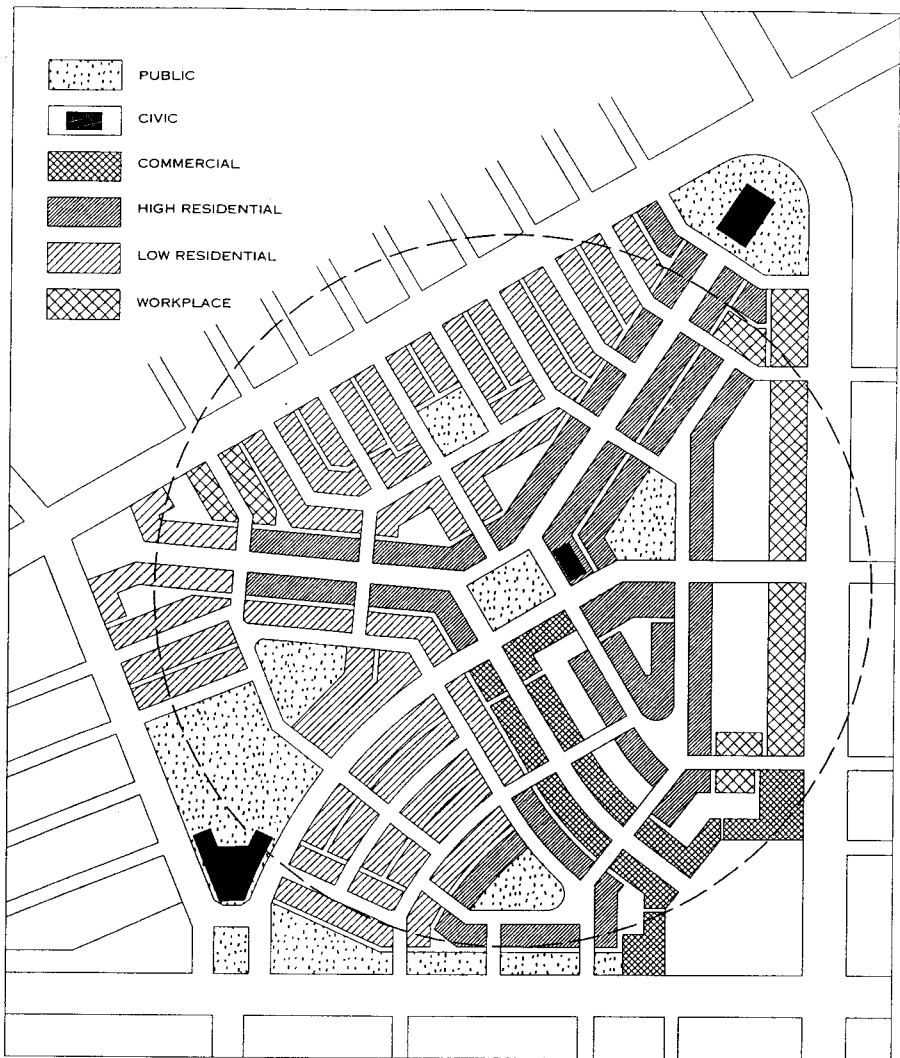 PUBLIC
CIVIC
COMMERCIAL
HIGH RESIDENTIAL
LOW RESIDENTIAL
WORKPLACE